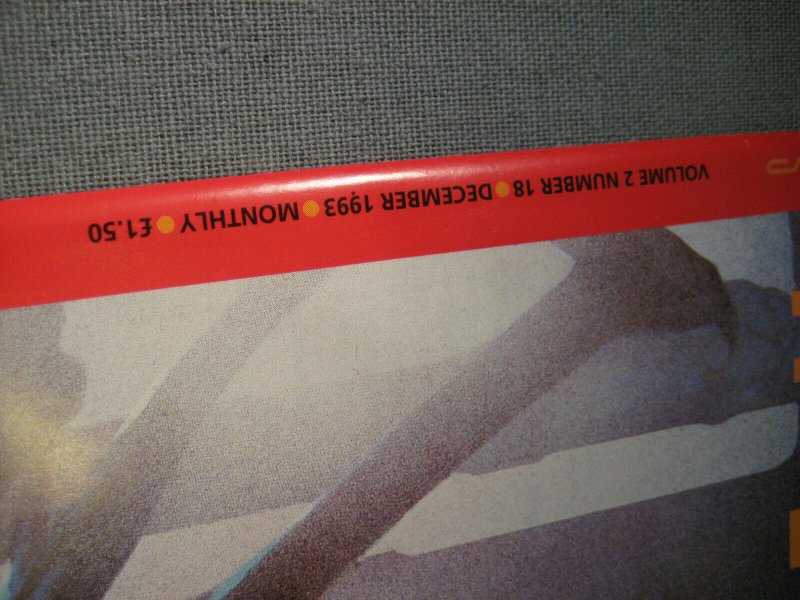 VOLUME 2 NUMBER 18 ● DECEMBER 1993 ● MONTHLY ● £1.50